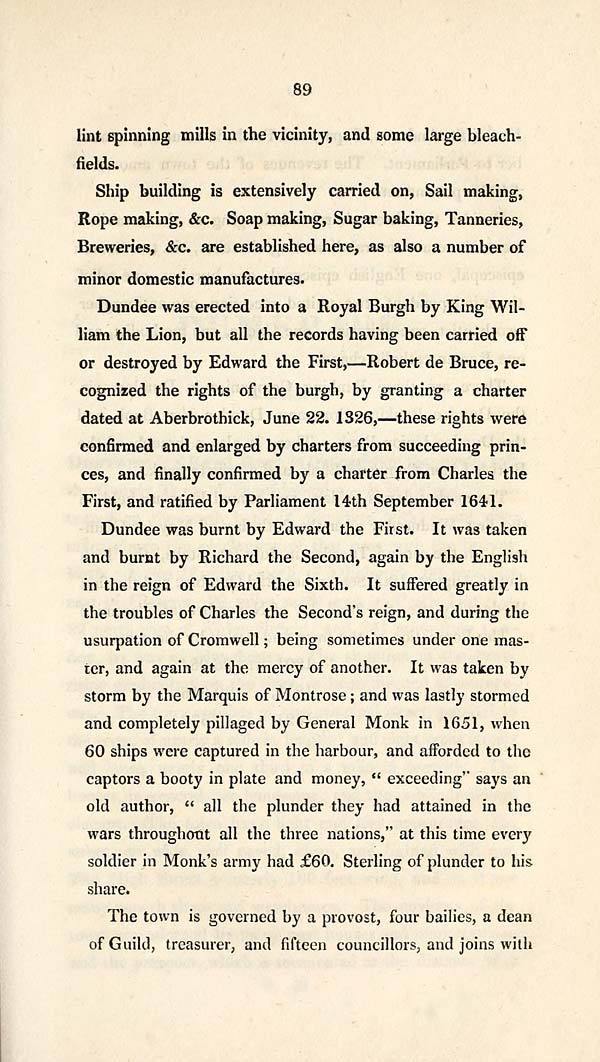 89
lint spinning mills in the vicinity, and some large bleach-
fields.
Ship building is extensively carried on, Sail making,
Rope making, &c. Soap making, Sugar baking, Tanneries,
Breweries, &c. are established here, as also a number of
minor domestic manufactures.
Dundee was erected into a Royal Burgh by King Wil-
liam the Lion, but all the records having been carried off
or destroyed by Edward the First,—Robert de Bruce, re-
cognized the rights of the burgh, by granting a charter
dated at Aberbrothick, June 22. 1326,—these rights were
confirmed and enlarged by charters from succeeding prin-
ces, and finally confirmed by a charter from Charles the
First, and ratified by Parliament 14th September 1641.
Dundee was burnt by Edward the First. It was taken
and burnt by Richard the Second, again by the English
in the reign of Edward the Sixth. It suffered greatly in
the troubles of Charles the Second's reign, and during the
usurpation of Cromwell; being sometimes under one mas-
ter, and again at the mercy of another. It was taken by
storm by the Marquis of Montrose; and was lastly stormed
and completely pillaged by General Monk in 1651, when
60 ships were captured in the harbour, and afforded to the
captors a booty in plate and money, “ exceeding” says an
old author, “ all the plunder they had attained in the
wars throughout all the three nations,” at this time every
soldier in Monk's army had £60. Sterling of plunder to his
share.
The town is governed by a provost, four bailies, a dean
of Guild, treasurer, and fifteen councillors, and joins with